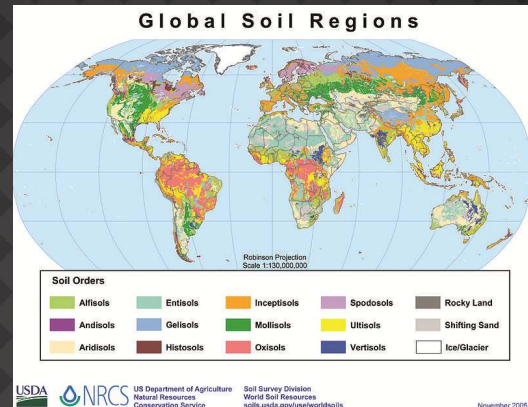 Global Soil Regions
Robinson Projection
Scale 1:130,000,000
Soil Orders
Alfisols Entisols Inceptisols Spodosols Rocky Land
Andisols Gelisols Mollisols Ultisols Shifting Sand
Aridisols Histosols Oxisols Vertisols Ice/Glacier
USDA NRCS
US Department of Agriculture Soil Survey Division
Natural Resources World Soil Resources
Conservation Service soils.usda.gov/use/worldsoils
November 2005